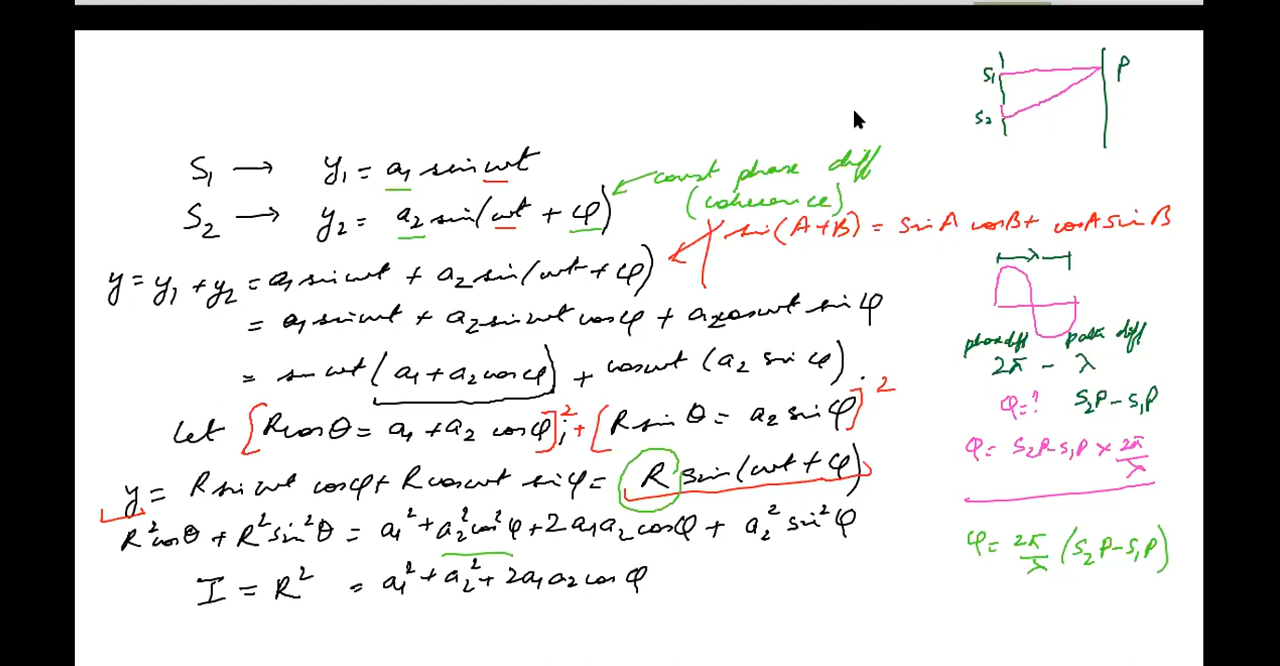 S₁ → y₁ = a₁ sin ωt
S₂ → y₂ = a₂ sin(ωt + φ)
const phase diff
(coherence)
sin(A+B) = sinA cosB + cosA sinB
y = y₁ + y₂ = a₁ sin ωt + a₂ sin(ωt + φ)
= a₁ sin ωt + a₂ sin ωt cos φ + a₂ cos ωt sin φ
= sin ωt (a₁ + a₂ cos φ) + cos ωt (a₂ sin φ).
Let [R cos θ = a₁ + a₂ cos φ]²; + [R sin θ = a₂ sin φ]²
y = R sin ωt cos φ + R cos ωt sin φ = R sin(ωt + φ)
R² cos θ + R² sin² θ = a₁² + a₂² cos² φ + 2a₁a₂ cos φ + a₂² sin² φ
I = R² = a₁² + a₂² + 2a₁a₂ cos φ
S₁ P
S₂
λ
phase diff path diff
2π – λ
φ = ? S₂P – S₁P
φ = S₂P – S₁P × 2π/λ
φ = 2π/λ (S₂P – S₁P)